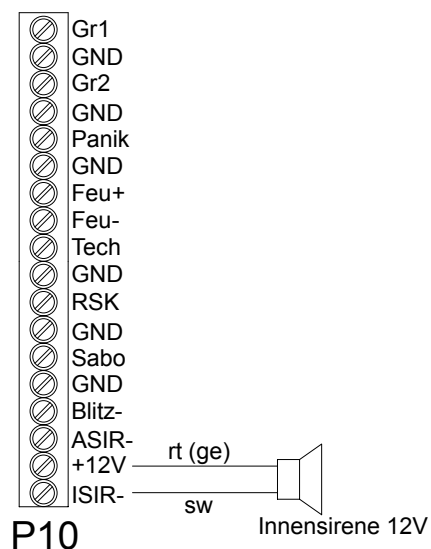 Gr1
GND
Gr2
GND
Panik
GND
Feu+
Feu-
Tech
GND
RSK
GND
Sabo
GND
Blitz-
ASIR-
+12V
rt (ge)
ISIR-
sw
Innensirene 12V
P10